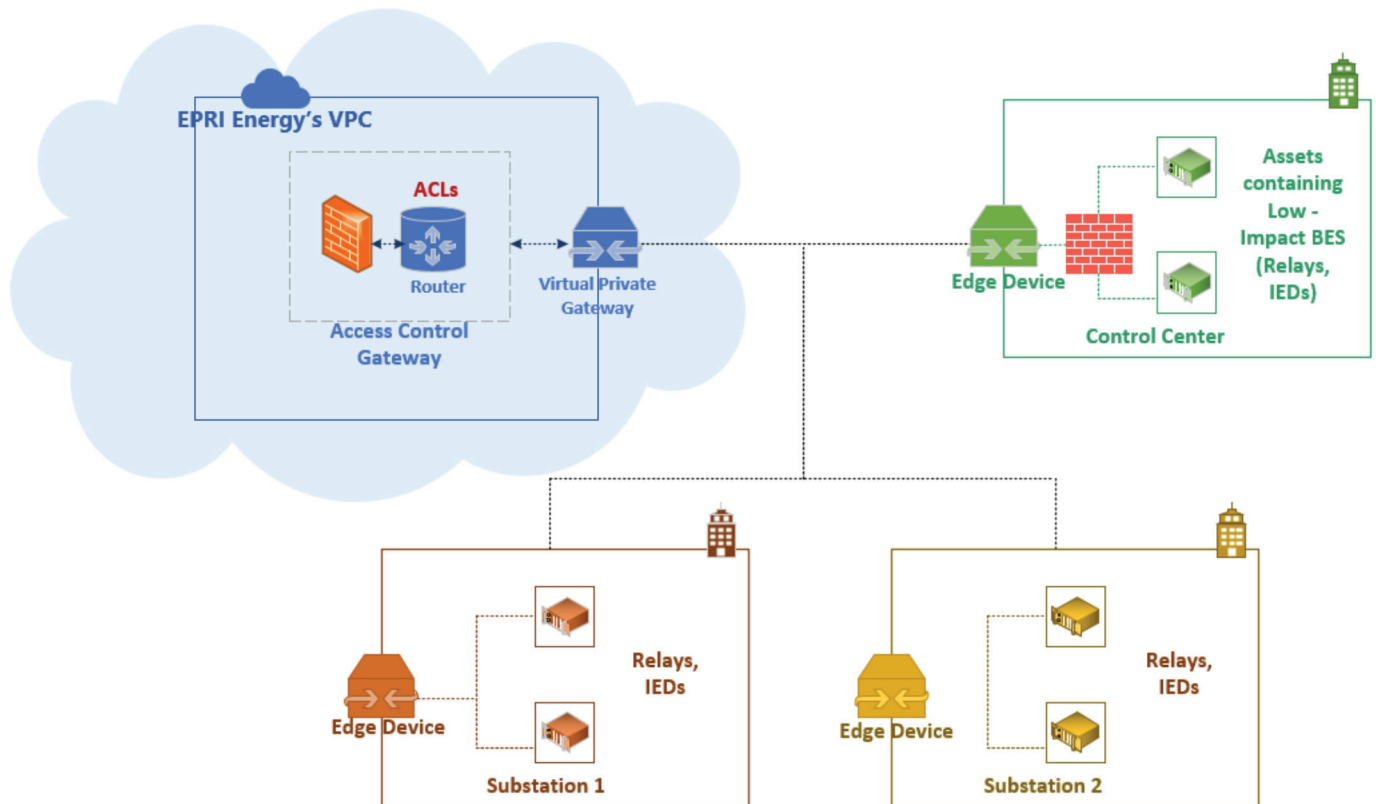 EPRI Energy's VPC
ACLs
Router
Access Control
Gateway
Virtual Private
Gateway
Edge Device
Assets
containing
Low -
Impact BES
(Relays,
IEDs)
Control Center
Relays,
IEDs
Edge Device
Substation 1
Relays,
IEDs
Edge Device
Substation 2